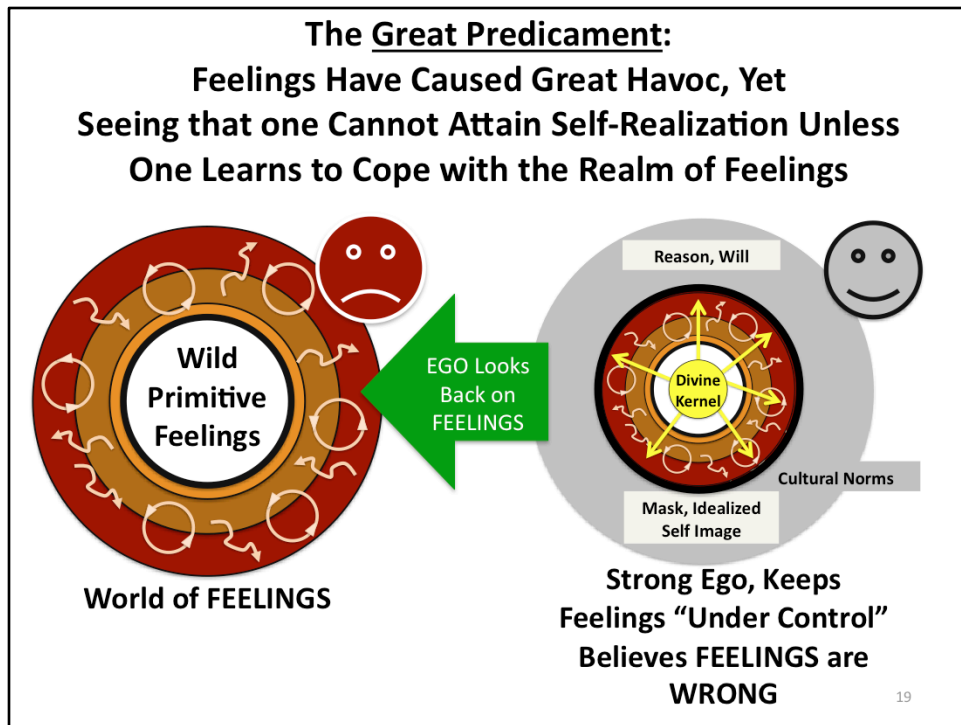 The Great Predicament:
Feelings Have Caused Great Havoc, Yet
Seeing that one Cannot Attain Self-Realization Unless
One Learns to Cope with the Realm of Feelings
Wild
Primitive
Feelings
World of FEELINGS
EGO Looks
Back on
FEELINGS
Reason, Will
Divine
Kernel
Cultural Norms
Mask, Idealized
Self Image
Strong Ego, Keeps
Feelings “Under Control”
Believes FEELINGS are
WRONG
19